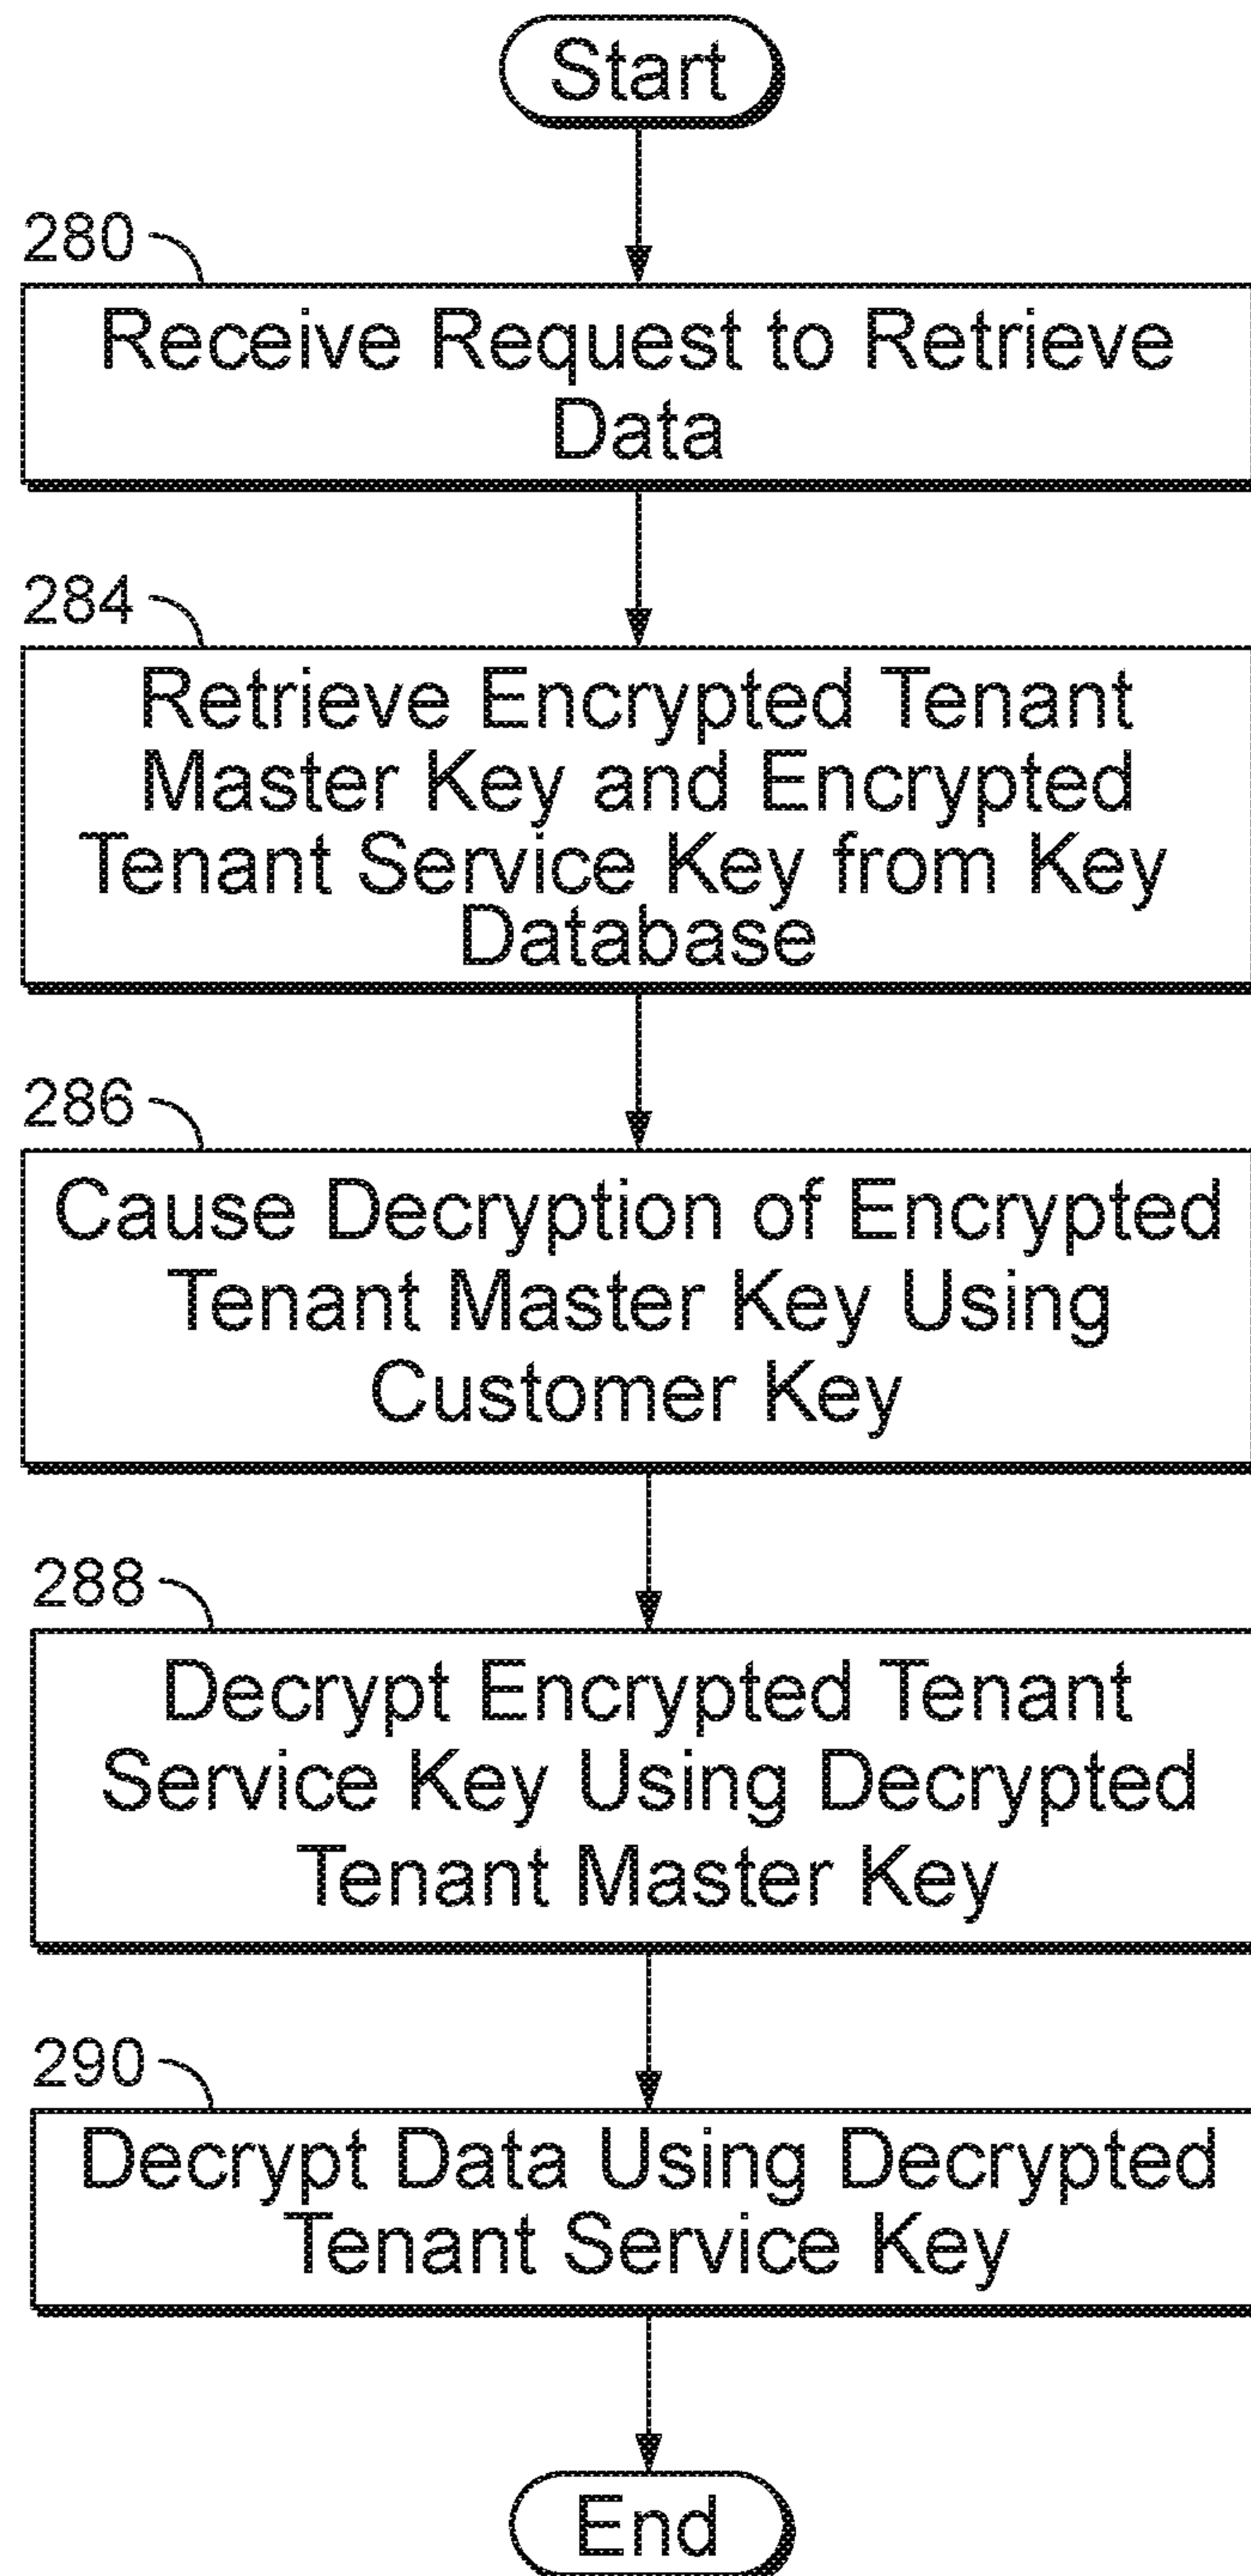 Start
280
Receive Request to Retrieve
Data
284
Retrieve Encrypted Tenant
Master Key and Encrypted
Tenant Service Key from Key
Database
286
Cause Decryption of Encrypted
Tenant Master Key Using
Customer Key
288
Decrypt Encrypted Tenant
Service Key Using Decrypted
Tenant Master Key
290
Decrypt Data Using Decrypted
Tenant Service Key
End